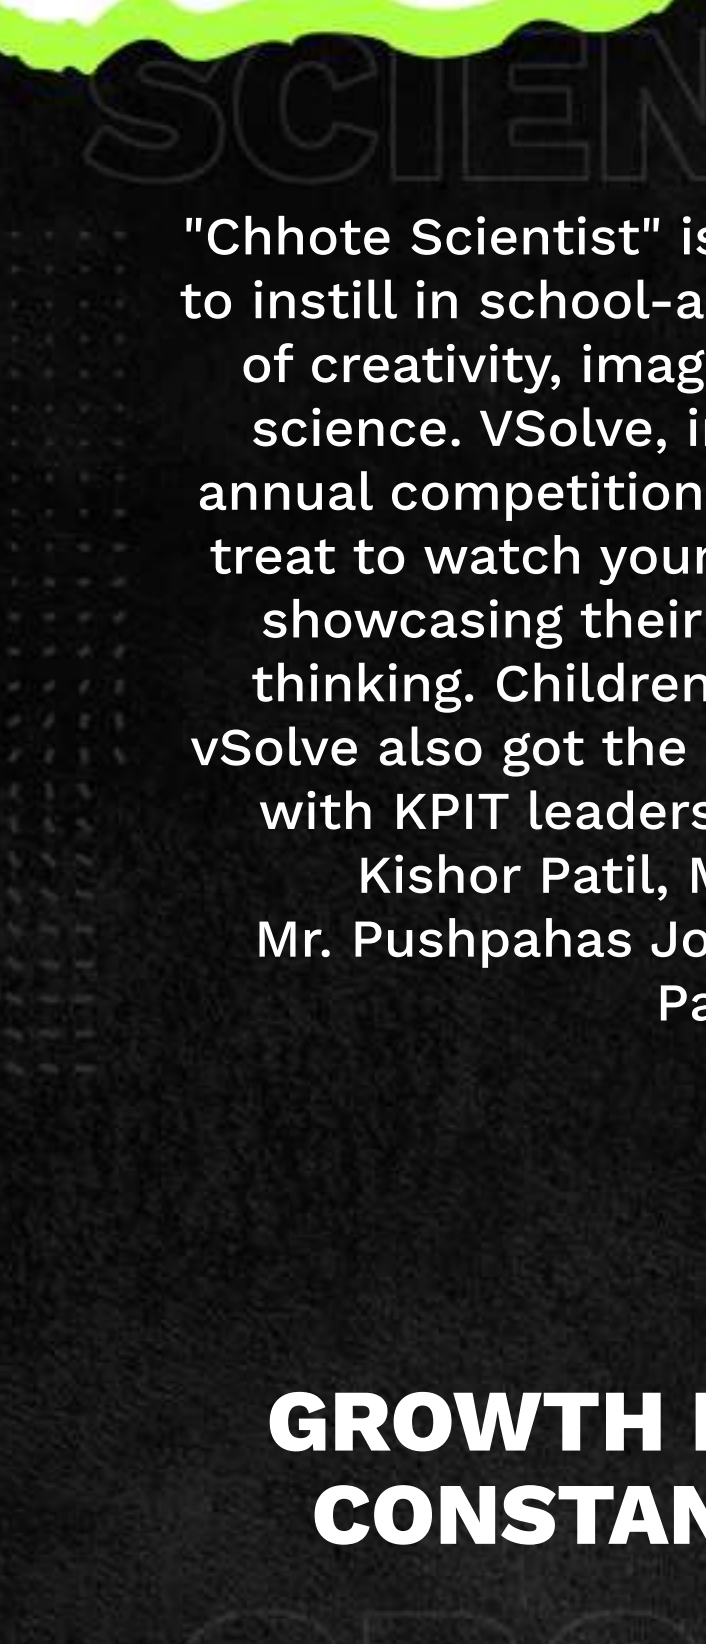 SCIEN
"Chhote Scientist" is
to instill in school-a
of creativity, imag
science. VSolve, i
annual competition
treat to watch your
showcasing their
thinking. Children
vSolve also got the
with KPIT leaders
Kishor Patil, M
Mr. Pushpahas Jo
Pa
GROWTH
CONSTAN